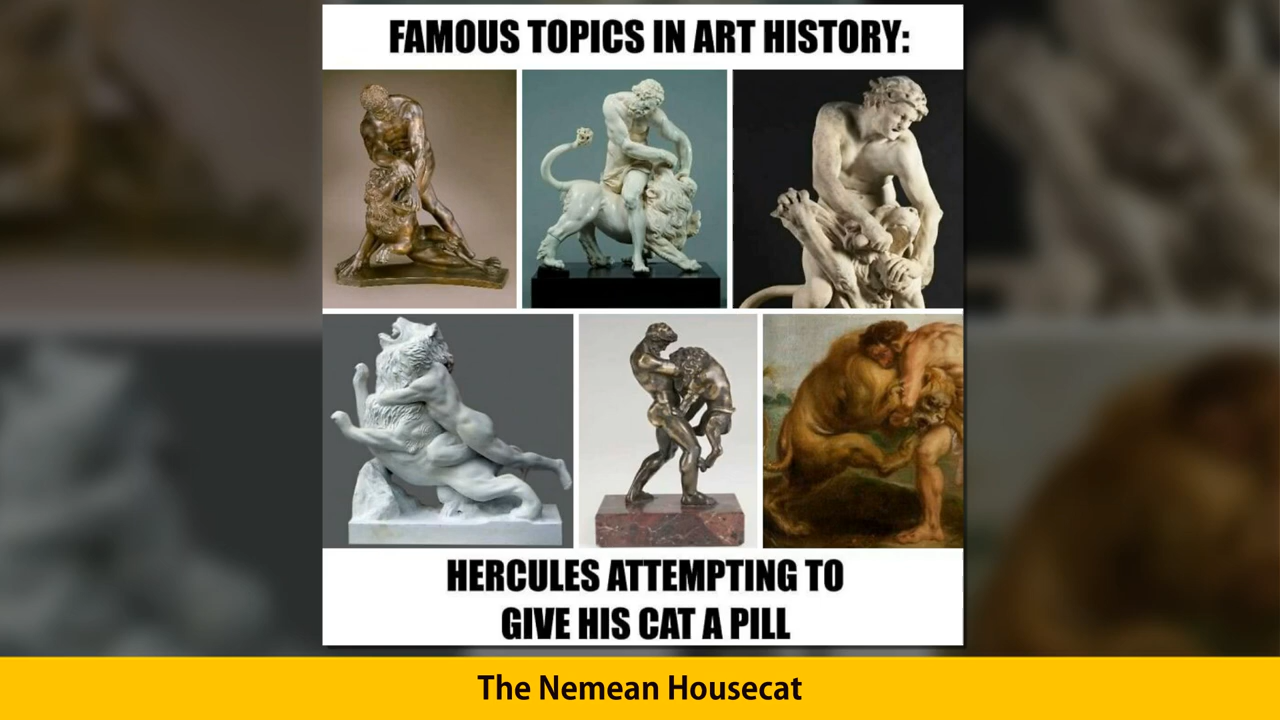 FAMOUS TOPICS IN ART HISTORY:
HERCULES ATTEMPTING TO
GIVE HIS CAT A PILL
The Nemean Housecat